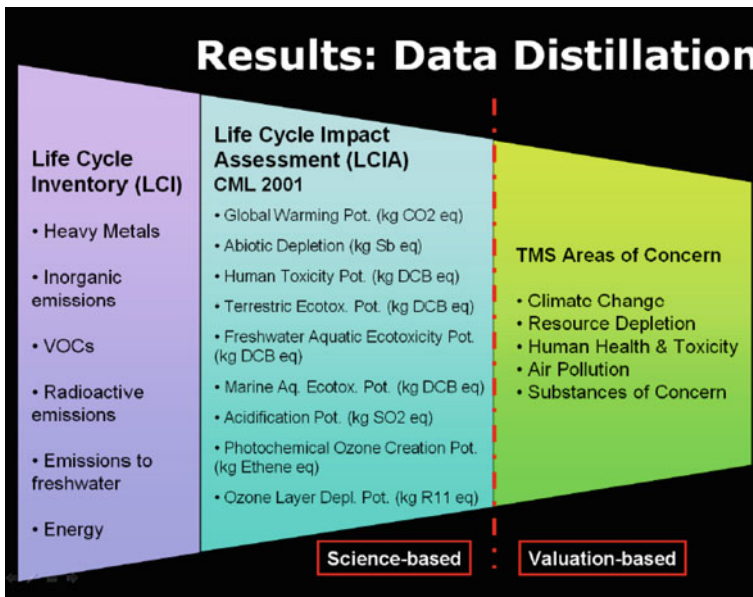 Results: Data Distillation
Life Cycle
Inventory (LCI)
• Heavy Metals
• Inorganic
emissions
• VOCs
• Radioactive
emissions
• Emissions to
freshwater
• Energy
Life Cycle Impact
Assessment (LCIA)
CML 2001
• Global Warming Pot. (kg CO2 eq)
• Abiotic Depletion (kg Sb eq)
• Human Toxicity Pot. (kg DCB eq)
• Terrestric Ecotox. Pot. (kg DCB eq)
• Freshwater Aquatic Ecotoxicity Pot.
(kg DCB eq)
• Marine Aq. Ecotox. Pot. (kg DCB eq)
• Acidification Pot. (kg SO2 eq)
• Photochemical Ozone Creation Pot.
(kg Ethene eq)
• Ozone Layer Depl. Pot. (kg R11 eq)
TMS Areas of Concern
• Climate Change
• Resource Depletion
• Human Health & Toxicity
• Air Pollution
• Substances of Concern
Science-based
Valuation-based